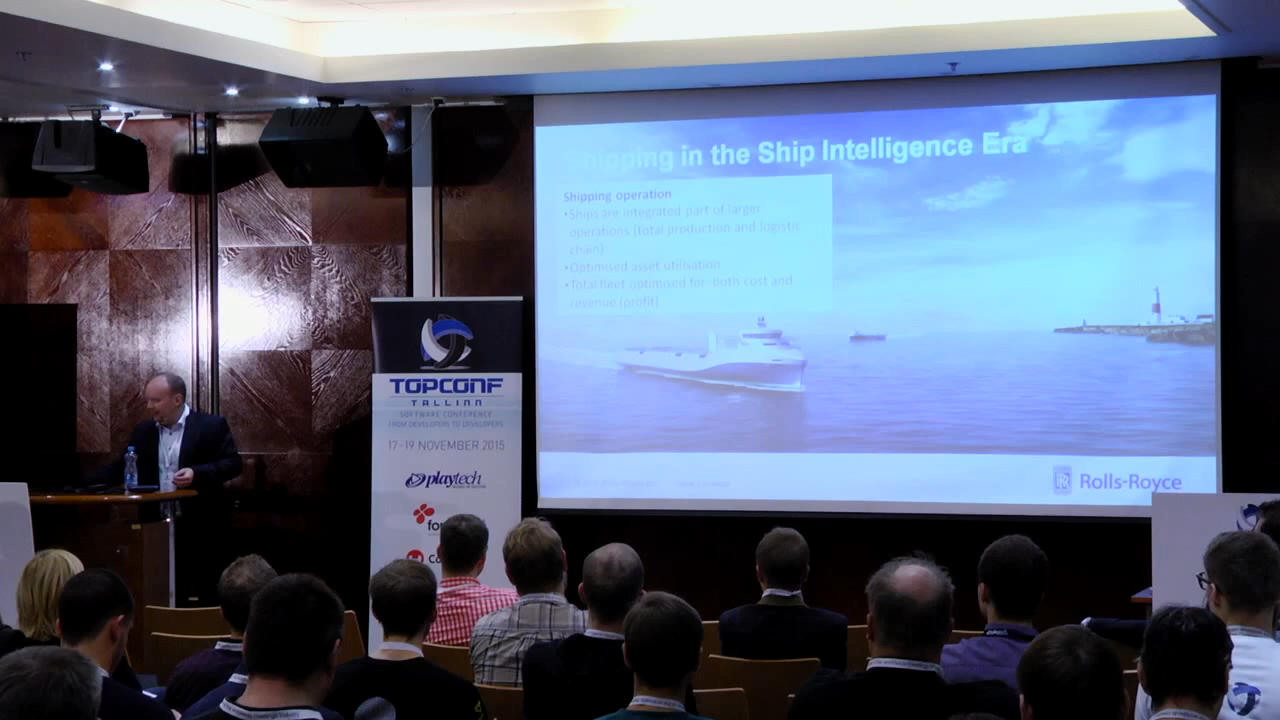 Shipping in the Ship Intelligence Era
Shipping operation
•Ships are integrated part of larger
operations (total production and logistic
chain)
•Optimised asset utilisation
•Total fleet optimised for both cost and
revenue (profit)
Rolls-Royce
TOPCONF
TALLINN
SOFTWARE CONFERENCE
FROM DEVELOPERS TO DEVELOPERS
17-19 NOVEMBER 2015
playtech